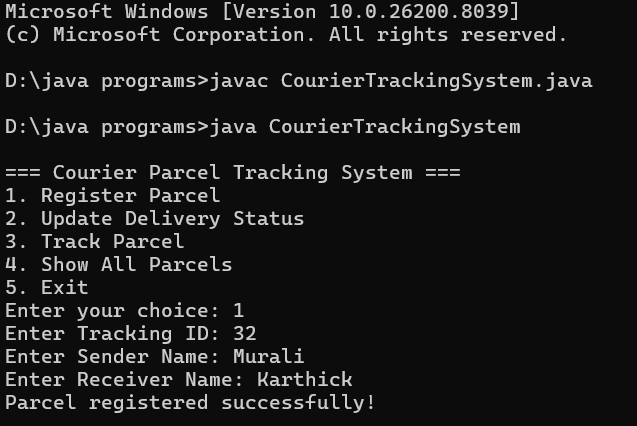 Microsoft Windows [Version 10.0.26200.8039]
(c) Microsoft Corporation. All rights reserved.
D:\java programs>javac CourierTrackingSystem.java
D:\java programs>java CourierTrackingSystem
=== Courier Parcel Tracking System ===
1. Register Parcel
2. Update Delivery Status
3. Track Parcel
4. Show All Parcels
5. Exit
Enter your choice: 1
Enter Tracking ID: 32
Enter Sender Name: Murali
Enter Receiver Name: Karthick
Parcel registered successfully!